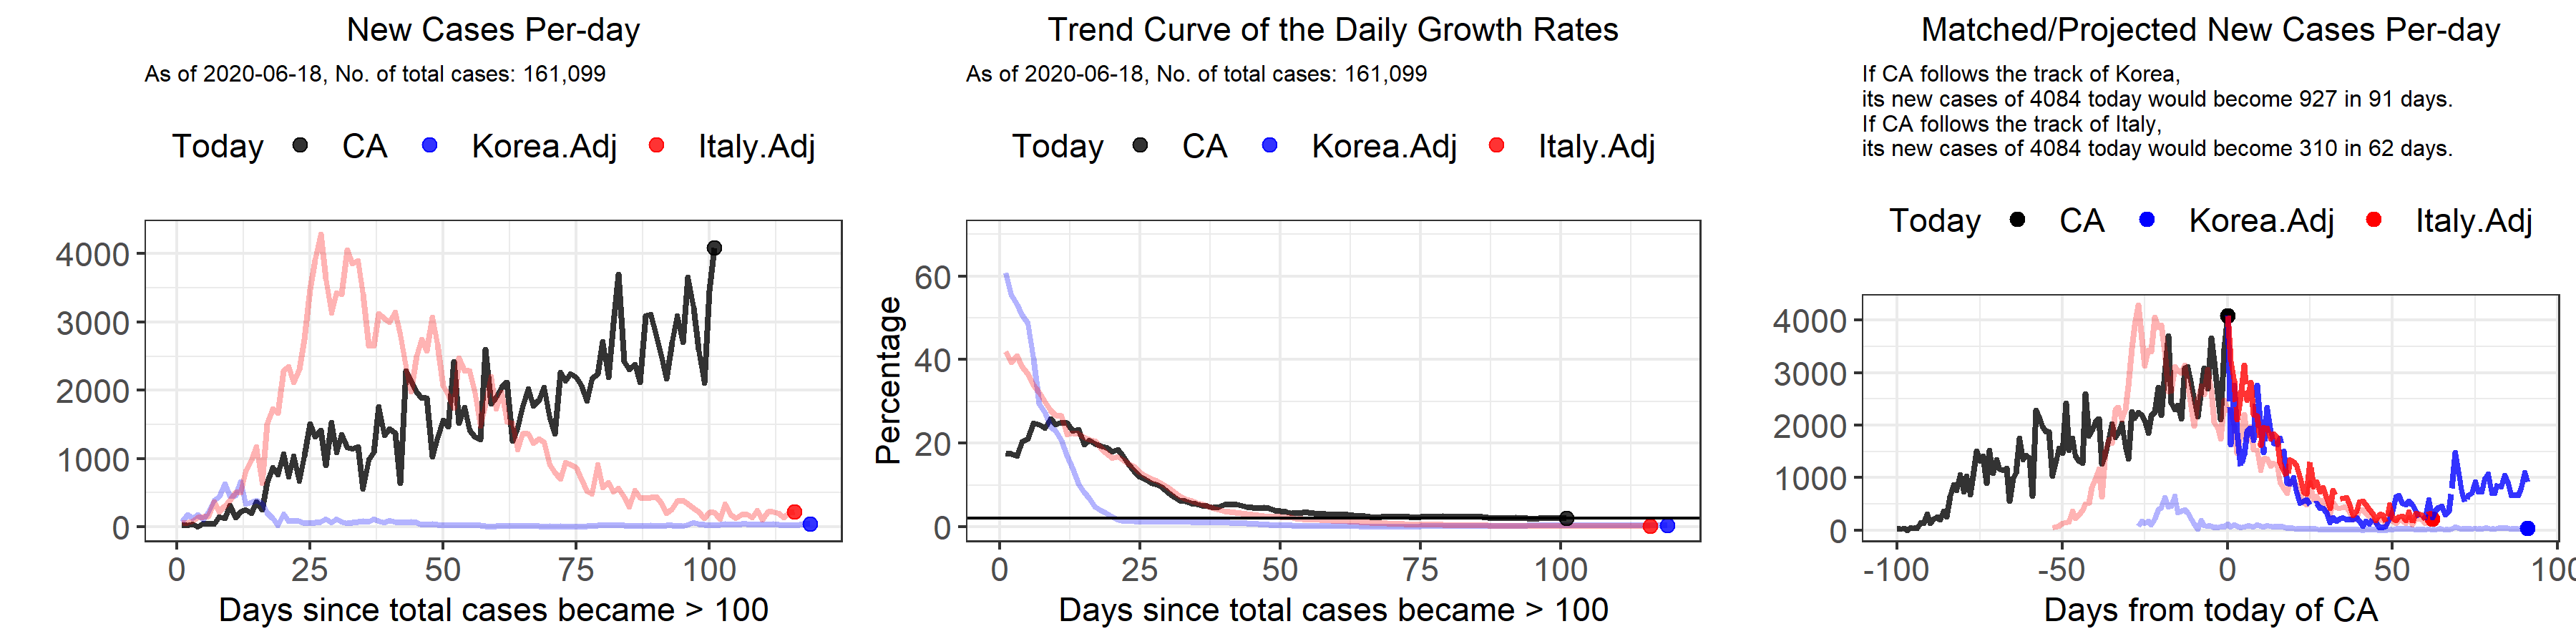 New Cases Per-day
As of 2020-06-18, No. of total cases: 161,099
Today CA Korea.Adj Italy.Adj
4000
3000
2000
1000
0
0 25 50 75 100
Days since total cases became > 100
Trend Curve of the Daily Growth Rates
As of 2020-06-18, No. of total cases: 161,099
Today CA Korea.Adj Italy.Adj
Percentage
60
40
20
0
0 25 50 75 100
Days since total cases became > 100
Matched/Projected New Cases Per-day
If CA follows the track of Korea,
its new cases of 4084 today would become 927 in 91 days.
If CA follows the track of Italy,
its new cases of 4084 today would become 310 in 62 days.
Today CA Korea.Adj Italy.Adj
4000
3000
2000
1000
0
-100 -50 0 50 100
Days from today of CA